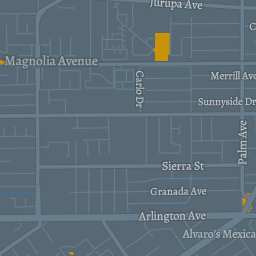 Jurupa Ave
C
Magnolia Avenue
Merrill Ave
Carlo Dr
Sunnyside Dr
Palm Ave
Sierra St
Granada Ave
Arlington Ave
Alvaro's Mexica